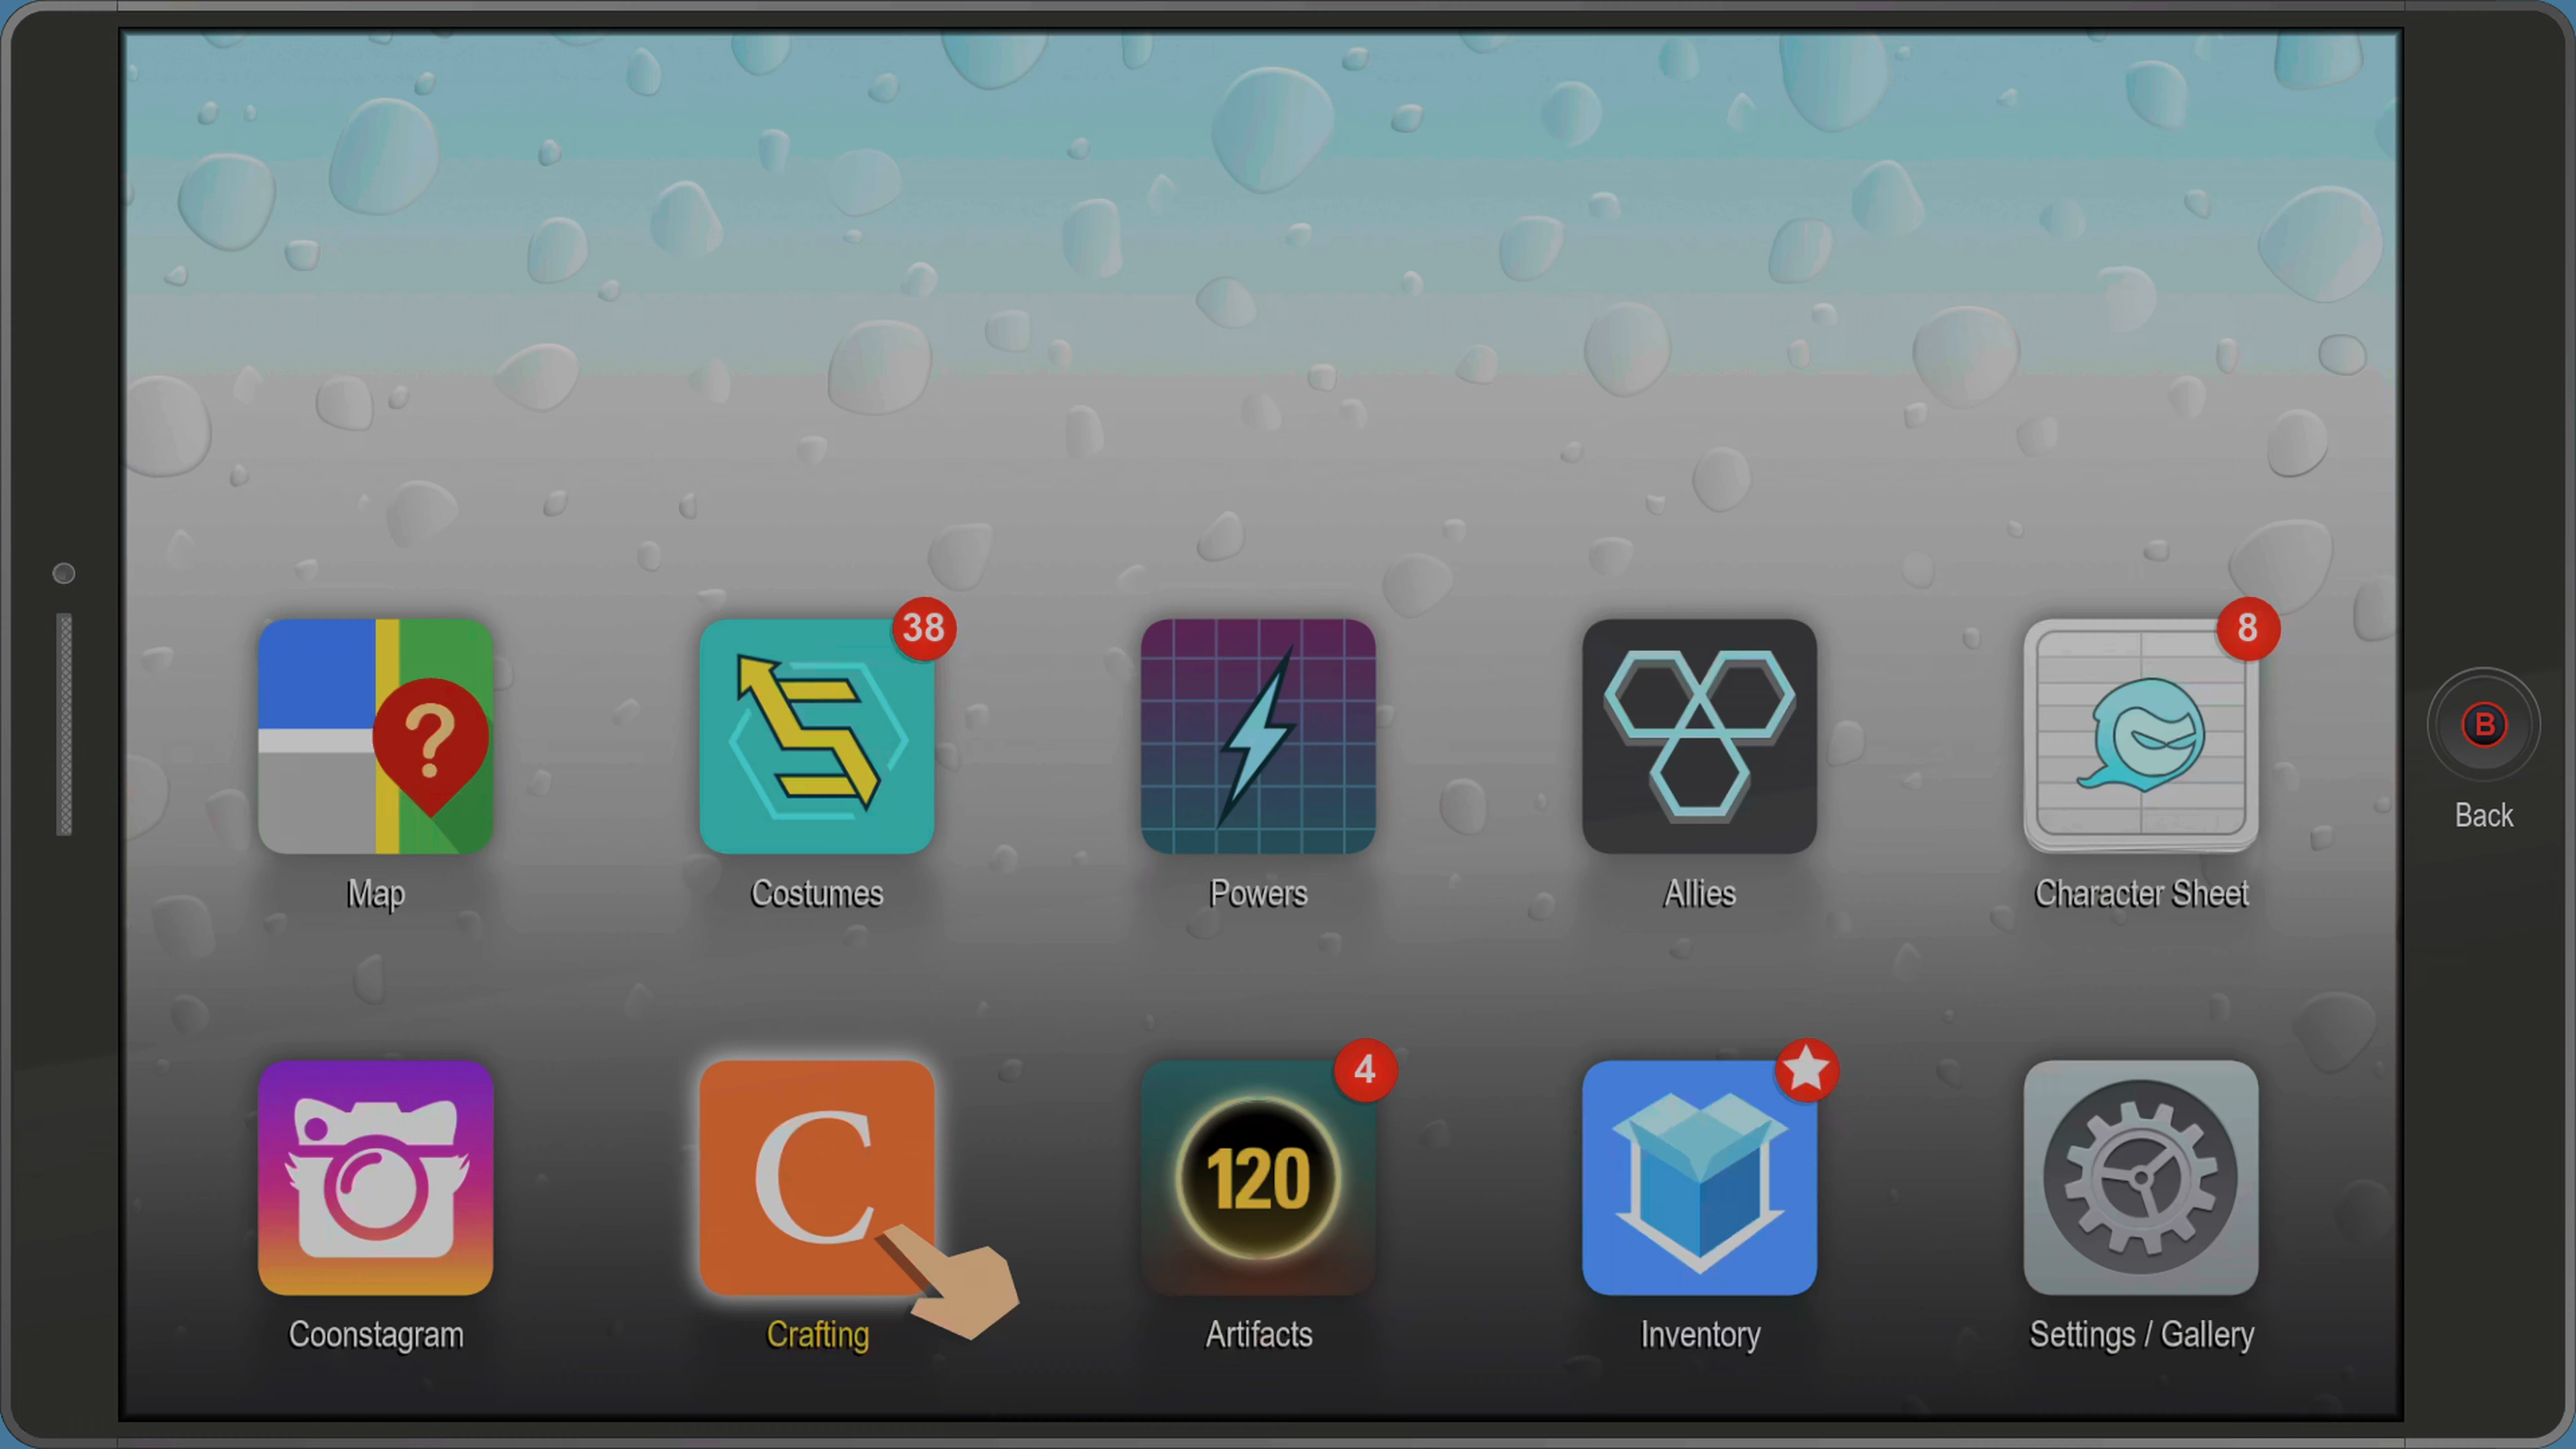 38
8
Map
Costumes
Powers
Allies
Character Sheet
B
Back
4
C
120
Coonstagram
Crafting
Artifacts
Inventory
Settings / Gallery